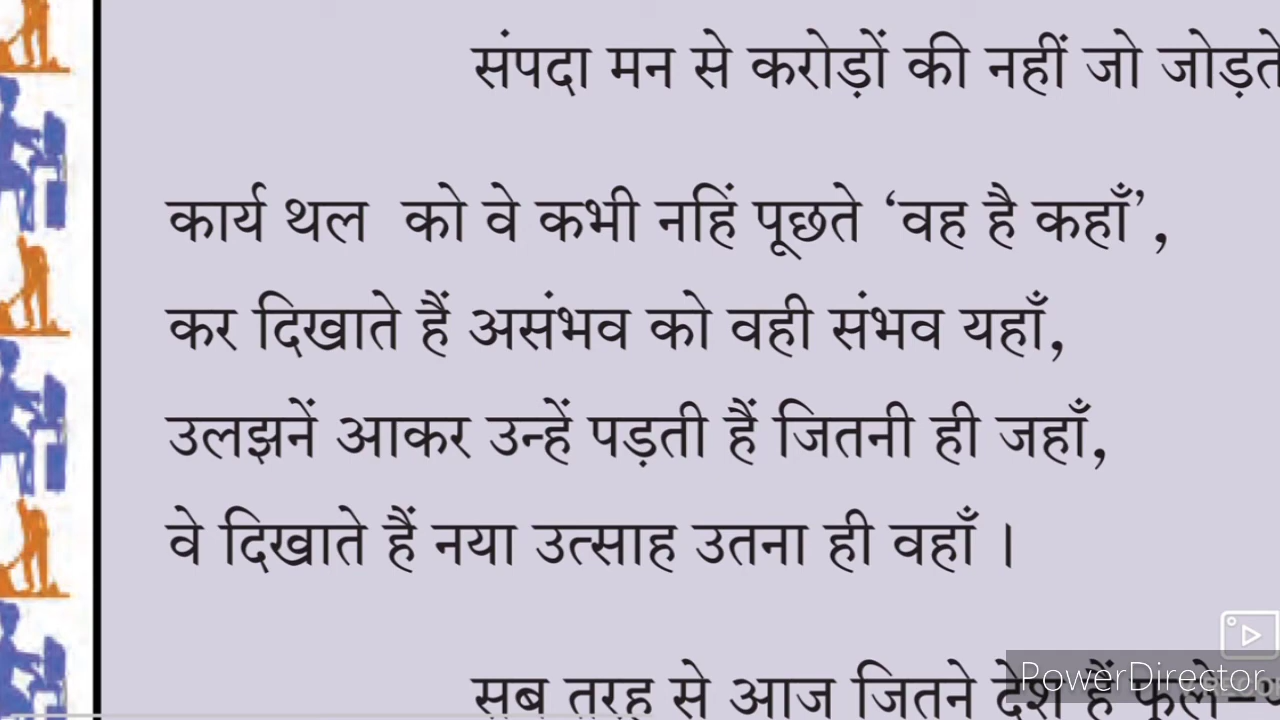 संपदा मन से करोड़ों की नहीं जो जोड़ते
कार्य थल को वे कभी नहिं पूछते ‘वह है कहाँ’,
कर दिखाते हैं असंभव को वही संभव यहाँ,
उलझनें आकर उन्हें पड़ती हैं जितनी ही जहाँ,
वे दिखाते हैं नया उत्साह उतना ही वहाँ ।
सब तरह से आज जितने देश हैं फूले-
PowerDirector